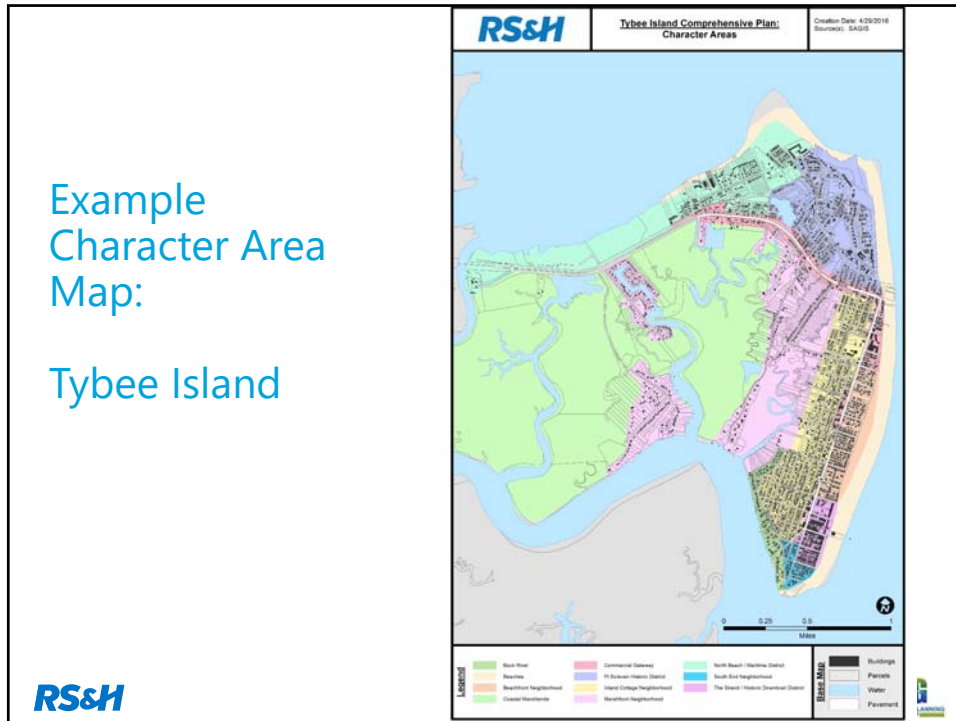 Example
Character Area
Map:
Tybee Island
RS&H
RS&H
Tybee Island Comprehensive Plan:
Character Areas
Creation Date: 4/29/2016
Source(s): SAGIS
0 0.25 0.5 1
Miles
Legend
Back River
Beaches
Beachfront Neighborhood
Coastal Marshlands
Commercial Gateway
Ft Screven Historic District
Inland Cottage Neighborhood
Marshfront Neighborhood
North Beach / Maritime District
South End Neighborhood
The Strand / Historic Downtown District
Base Map
Buildings
Parcels
Water
Pavement
LANNING